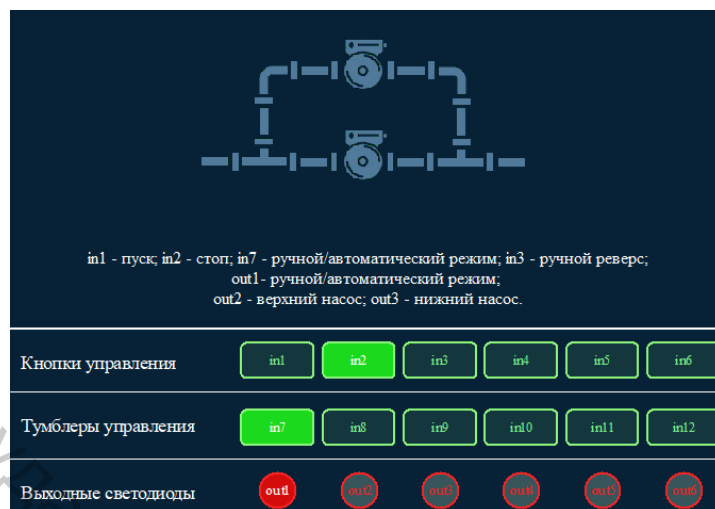 in1 - пуск; in2 - стоп; in7 - ручной/автоматический режим; in3 - ручной реверс;
out1- ручной/автоматический режим;
out2 - верхний насос; out3 - нижний насос.
Кнопки управления in1 in2 in3 in4 in5 in6
Тумблеры управления in7 in8 in9 in10 in11 in12
Выходные светодиоды out1 out2 out3 out4 out5 out6